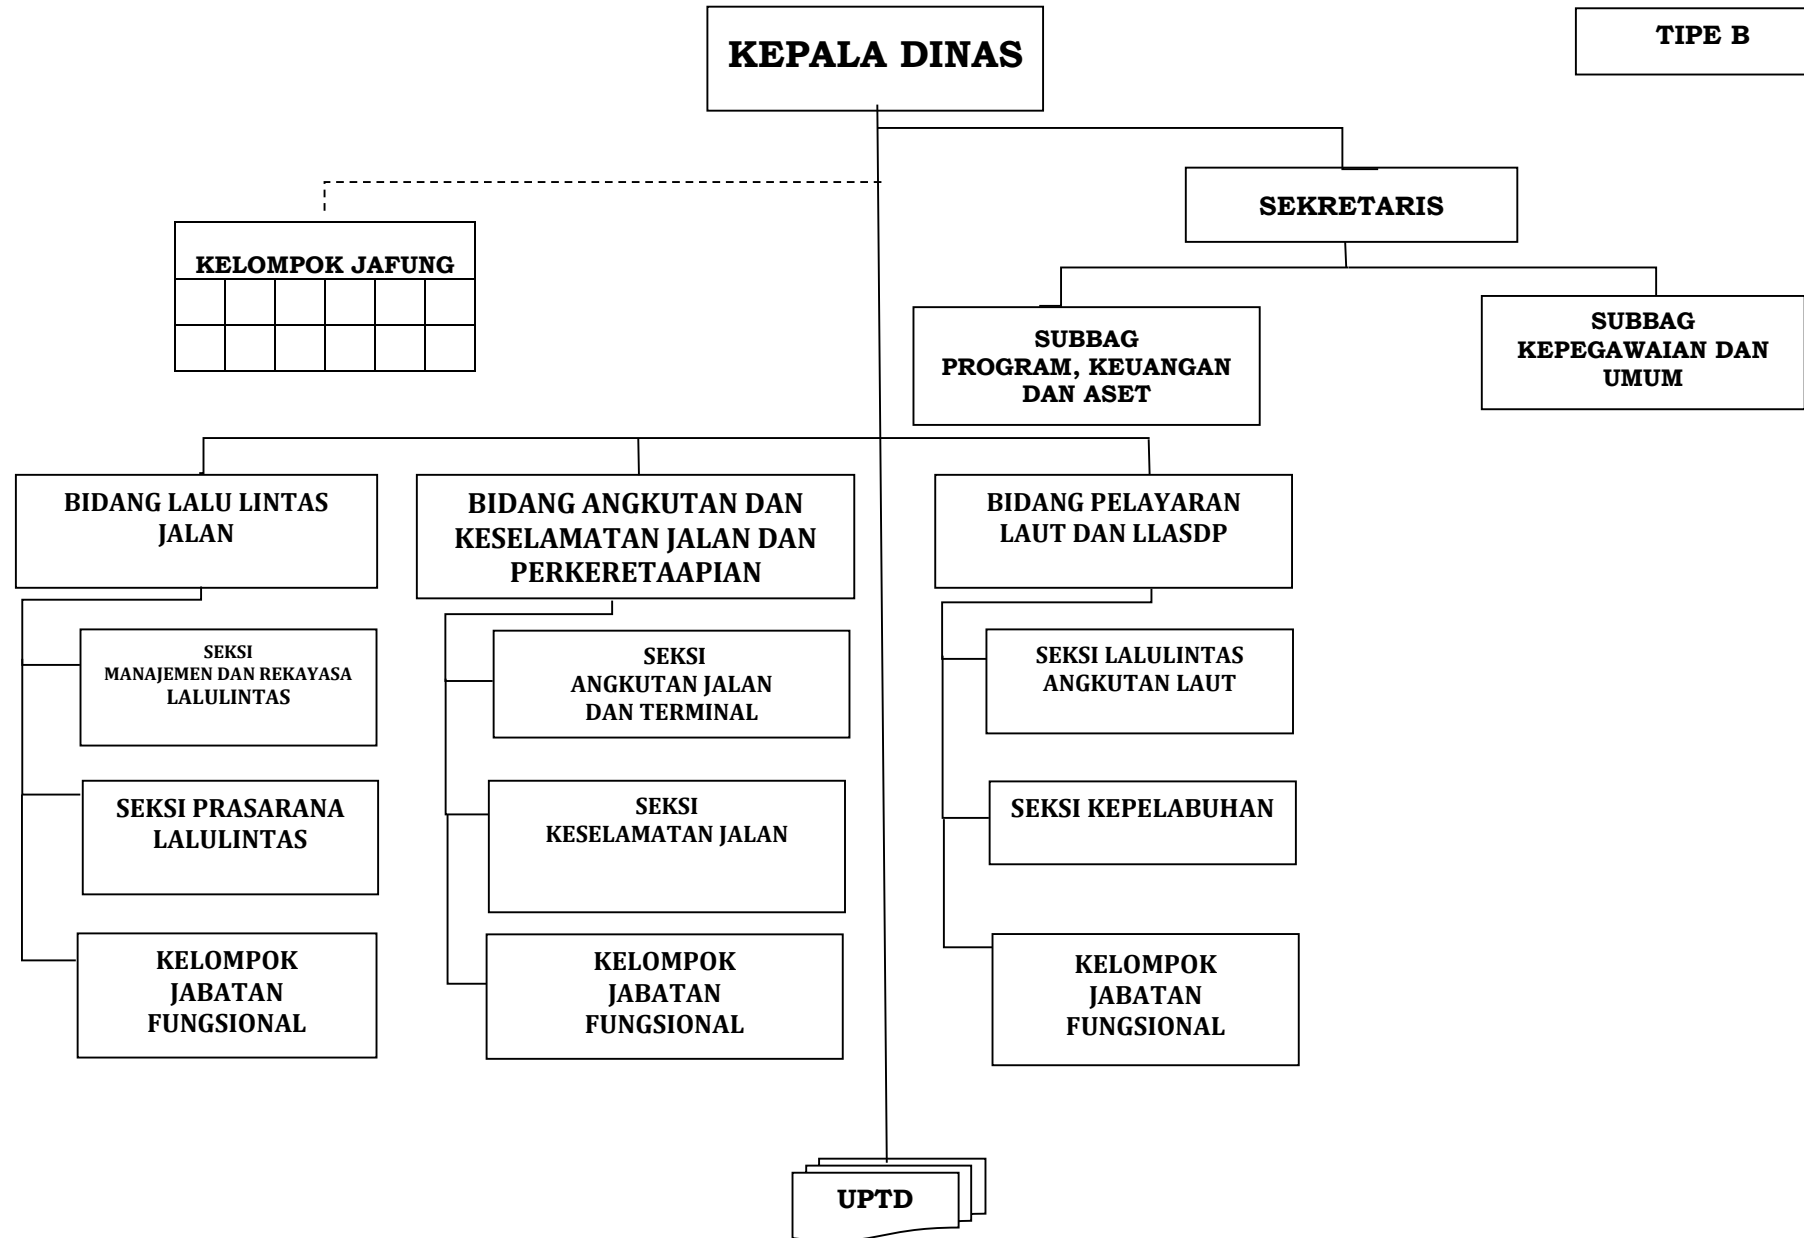 KEPALA DINAS
TIPE B
SEKRETARIS
KELOMPOK JAFUNG
SUBBAG
PROGRAM, KEUANGAN
DAN ASET
SUBBAG
KEPEGAWAIAN DAN
UMUM
BIDANG LALU LINTAS
JALAN
BIDANG ANGKUTAN DAN
KESELAMATAN JALAN DAN
PERKERETAAPIAN
BIDANG PELAYARAN
LAUT DAN LLASDP
SEKSI
MANAJEMEN DAN REKAYASA
LALULINTAS
SEKSI
ANGKUTAN JALAN
DAN TERMINAL
SEKSI LALULINTAS
ANGKUTAN LAUT
SEKSI PRASARANA
LALULINTAS
SEKSI
KESELAMATAN JALAN
SEKSI KEPELABUHAN
KELOMPOK
JABATAN
FUNGSIONAL
KELOMPOK
JABATAN
FUNGSIONAL
KELOMPOK
JABATAN
FUNGSIONAL
UPTD